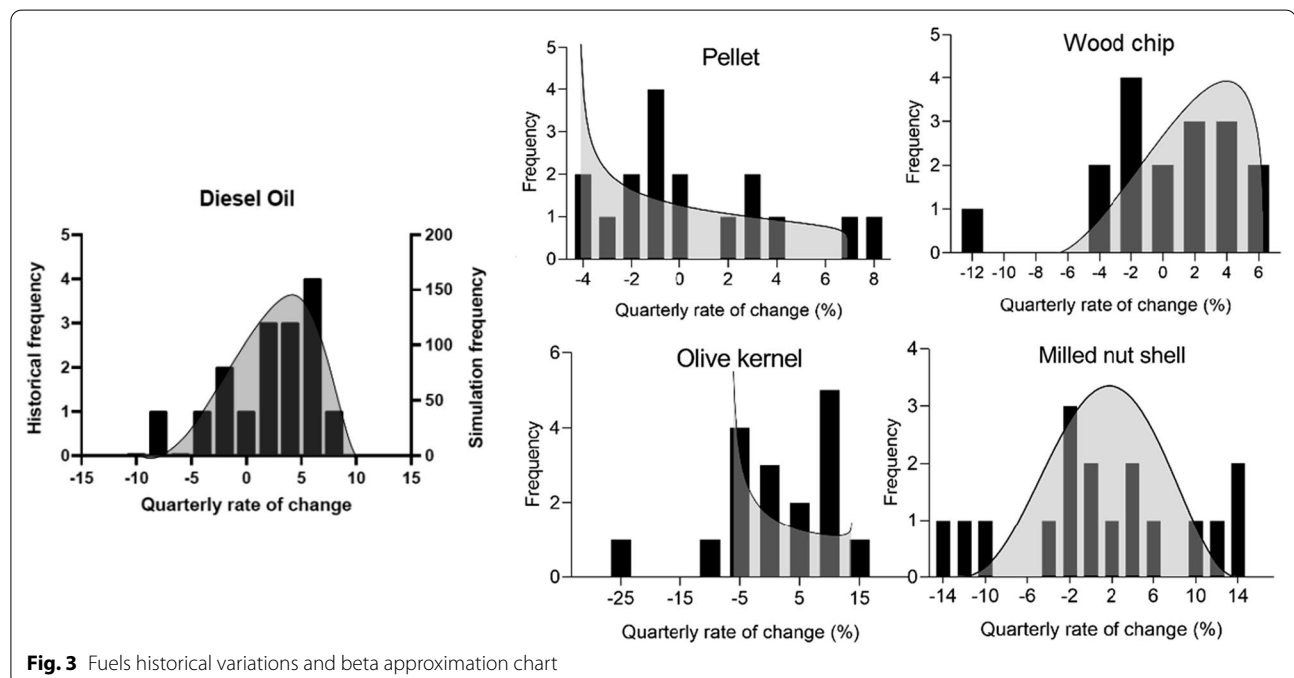 Diesel Oil
5
4
3
2
1
0
Historical frequency
200
150
100
50
0
Simulation frequency
-15 -10 -5 0 5 10 15
Quarterly rate of change
Pellet
5
4
3
2
1
0
Frequency
-4 -2 0 2 4 6 8
Quarterly rate of change (%)
Wood chip
5
4
3
2
1
0
Frequency
-12 -10 -8 -6 -4 -2 0 2 4 6
Quarterly rate of change (%)
Olive kernel
6
4
2
0
Frequency
-25 -15 -5 5 15
Quarterly rate of change (%)
Milled nut shell
4
3
2
1
0
Frequency
-14 -10 -6 -2 2 6 10 14
Quarterly rate of change (%)
Fig. 3 Fuels historical variations and beta approximation chart